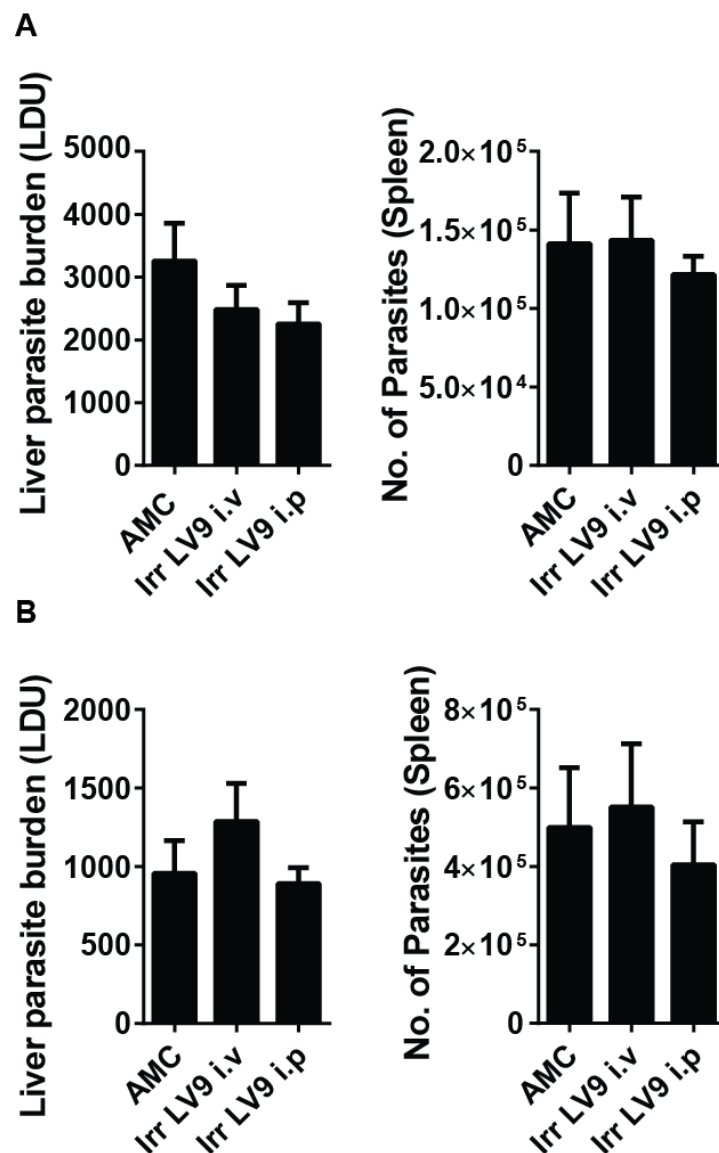 A
Liver parasite burden (LDU)
5000
4000
3000
2000
1000
0
AMC
Irr LV9 i.v
Irr LV9 i.p
No. of Parasites (Spleen)
2.0×10⁵
1.5×10⁵
1.0×10⁵
5.0×10⁴
0
AMC
Irr LV9 i.v
Irr LV9 i.p
B
Liver parasite burden (LDU)
2000
1500
1000
500
0
AMC
Irr LV9 i.v
Irr LV9 i.p
No. of Parasites (Spleen)
8×10⁵
6×10⁵
4×10⁵
2×10⁵
0
AMC
Irr LV9 i.v
Irr LV9 i.p